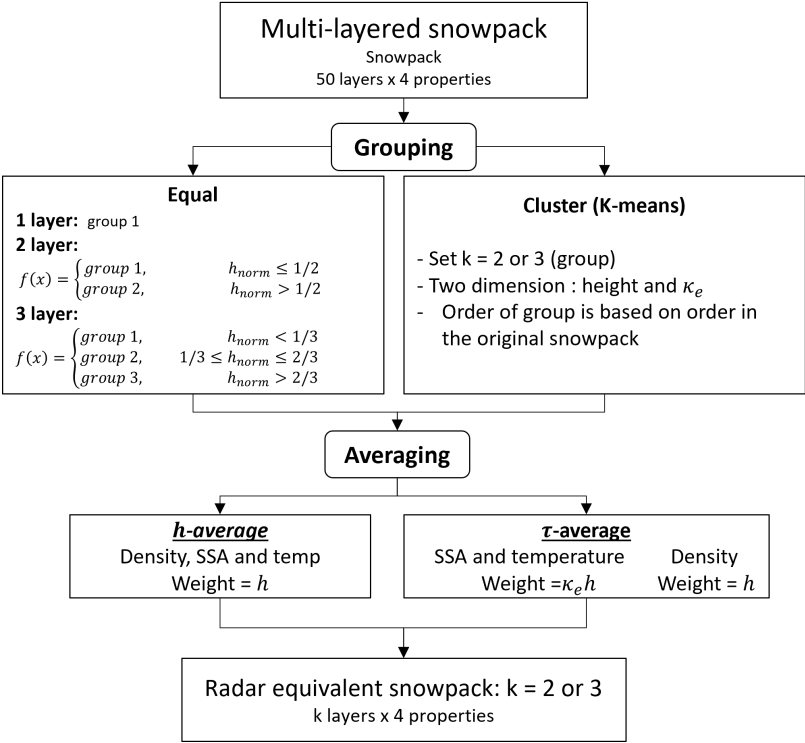 Multi-layered snowpack
Snowpack
50 layers x 4 properties
Grouping
Equal
1 layer: group 1
2 layer:
f(x) = { group 1, h_norm ≤ 1/2
group 2, h_norm > 1/2
3 layer:
f(x) = { group 1, h_norm < 1/3
group 2, 1/3 ≤ h_norm ≤ 2/3
group 3, h_norm > 2/3
Cluster (K-means)
- Set k = 2 or 3 (group)
- Two dimension : height and κ_e
- Order of group is based on order in
the original snowpack
Averaging
h-average
Density, SSA and temp
Weight = h
τ-average
SSA and temperature Density
Weight =κ_e h Weight = h
Radar equivalent snowpack: k = 2 or 3
k layers x 4 properties